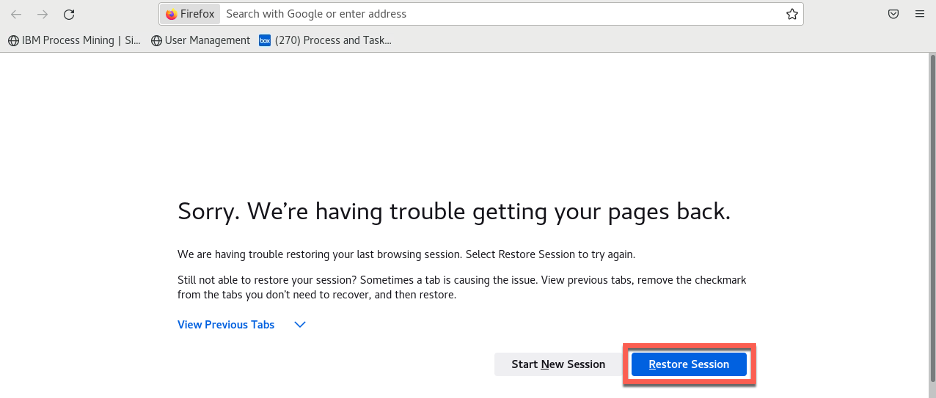 Firefox Search with Google or enter address
IBM Process Mining | Si... User Management box (270) Process and Task...
Sorry. We're having trouble getting your pages back.
We are having trouble restoring your last browsing session. Select Restore Session to try again.
Still not able to restore your session? Sometimes a tab is causing the issue. View previous tabs, remove the checkmark
from the tabs you don't need to recover, and then restore.
View Previous Tabs
Start New Session Restore Session